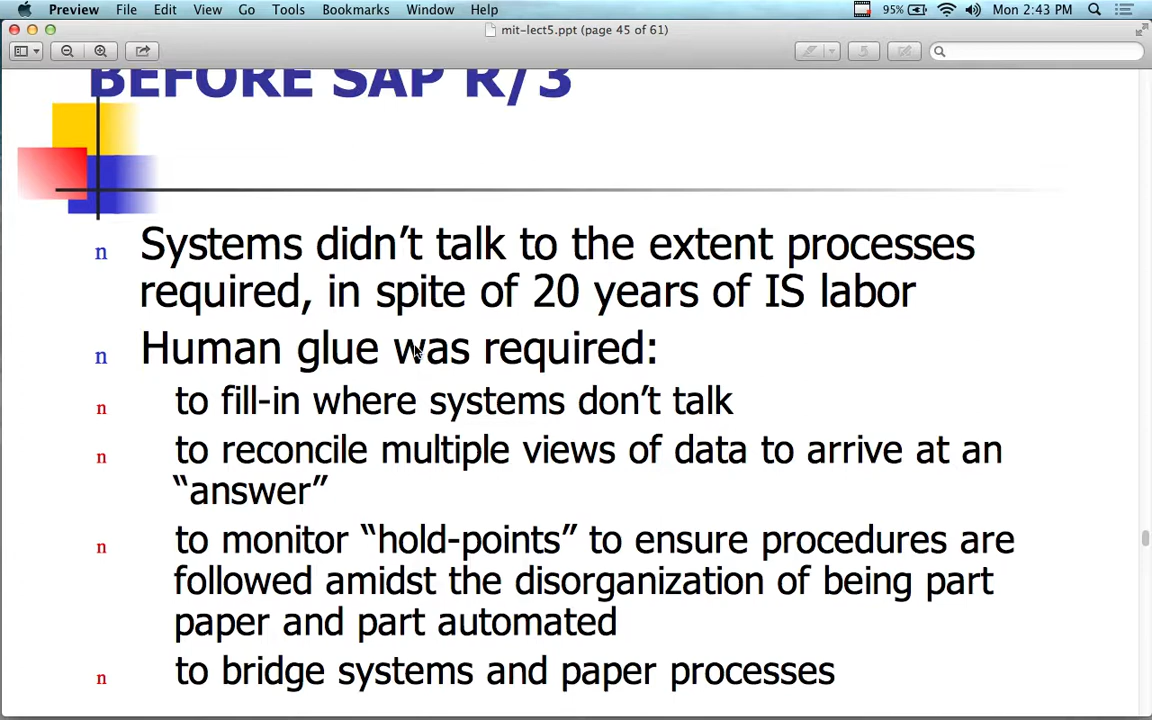 Preview File Edit View Go Tools Bookmarks Window Help 95% Mon 2:43 PM
mit-lect5.ppt (page 45 of 61)
BEFORE SAP R/3
n Systems didn’t talk to the extent processes
required, in spite of 20 years of IS labor
n Human glue was required:
n to fill-in where systems don’t talk
n to reconcile multiple views of data to arrive at an
“answer”
n to monitor “hold-points” to ensure procedures are
followed amidst the disorganization of being part
paper and part automated
n to bridge systems and paper processes